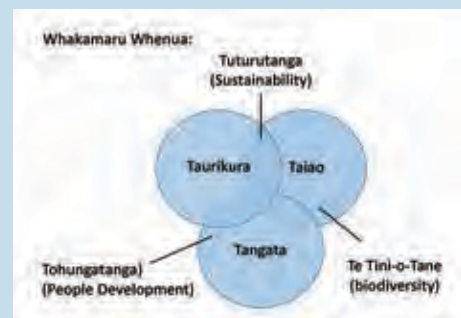 Whakamaru Whenua:
Tuturutanga
(Sustainability)
Taurikura
Taiao
Tangata
Tohungatanga)
(People Development)
Te Tini-o-Tane
(biodiversity)